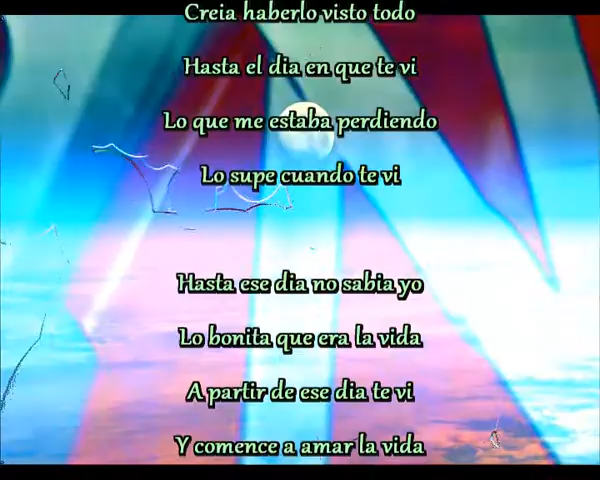 Creia haberlo visto todo
Hasta el dia en que te vi
Lo que me estaba perdiendo
Lo supe cuando te vi
Hasta ese dia no sabia yo
Lo bonita que era la vida
A partir de ese dia te vi
Y comence a amar la vida